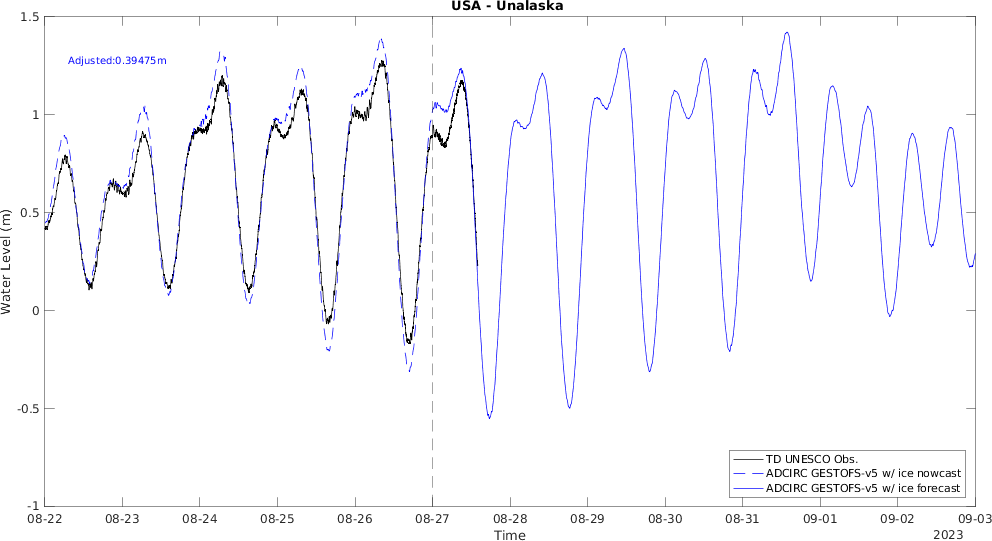 USA - Unalaska
Adjusted:0.39475m
Water Level (m)
1.5
1
0.5
0
-0.5
-1
TD UNESCO Obs.
ADCIRC GESTOFS-v5 w/ ice nowcast
ADCIRC GESTOFS-v5 w/ ice forecast
08-22 08-23 08-24 08-25 08-26 08-27 08-28 08-29 08-30 08-31 09-01 09-02 09-03
Time
2023